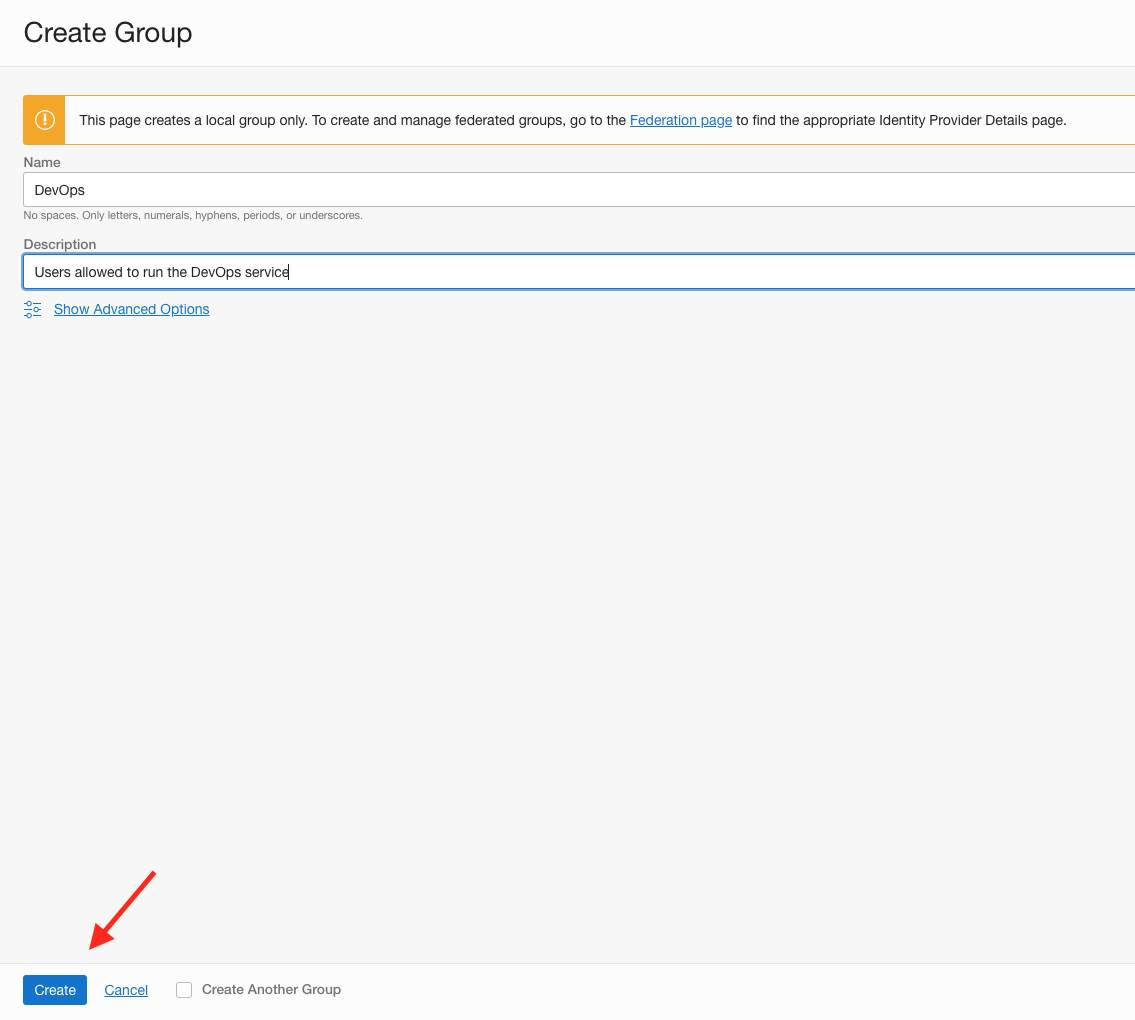 Create Group
This page creates a local group only. To create and manage federated groups, go to the Federation page to find the appropriate Identity Provider Details page.
Name
DevOps
No spaces. Only letters, numerals, hyphens, periods, or underscores.
Description
Users allowed to run the DevOps service
Show Advanced Options
Create Cancel Create Another Group